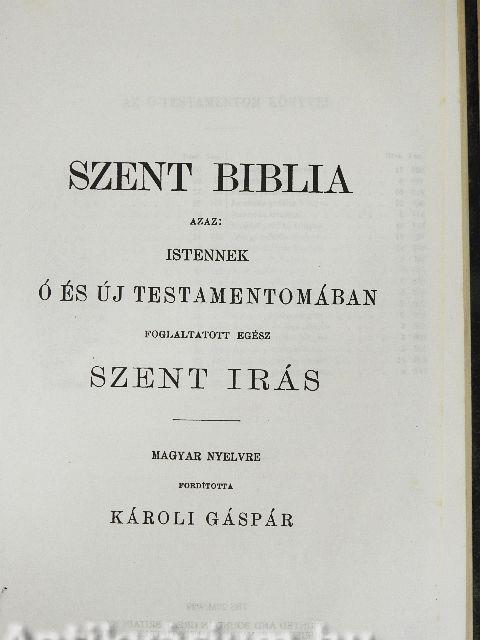 SZENT BIBLIA
AZAZ:
ISTENNEK
Ó ÉS ÚJ TESTAMENTOMÁBAN
FOGLALTATOTT EGÉSZ
SZENT IRÁS
MAGYAR NYELVRE
FORDÍTOTTA
KÁROLI GÁSPÁR